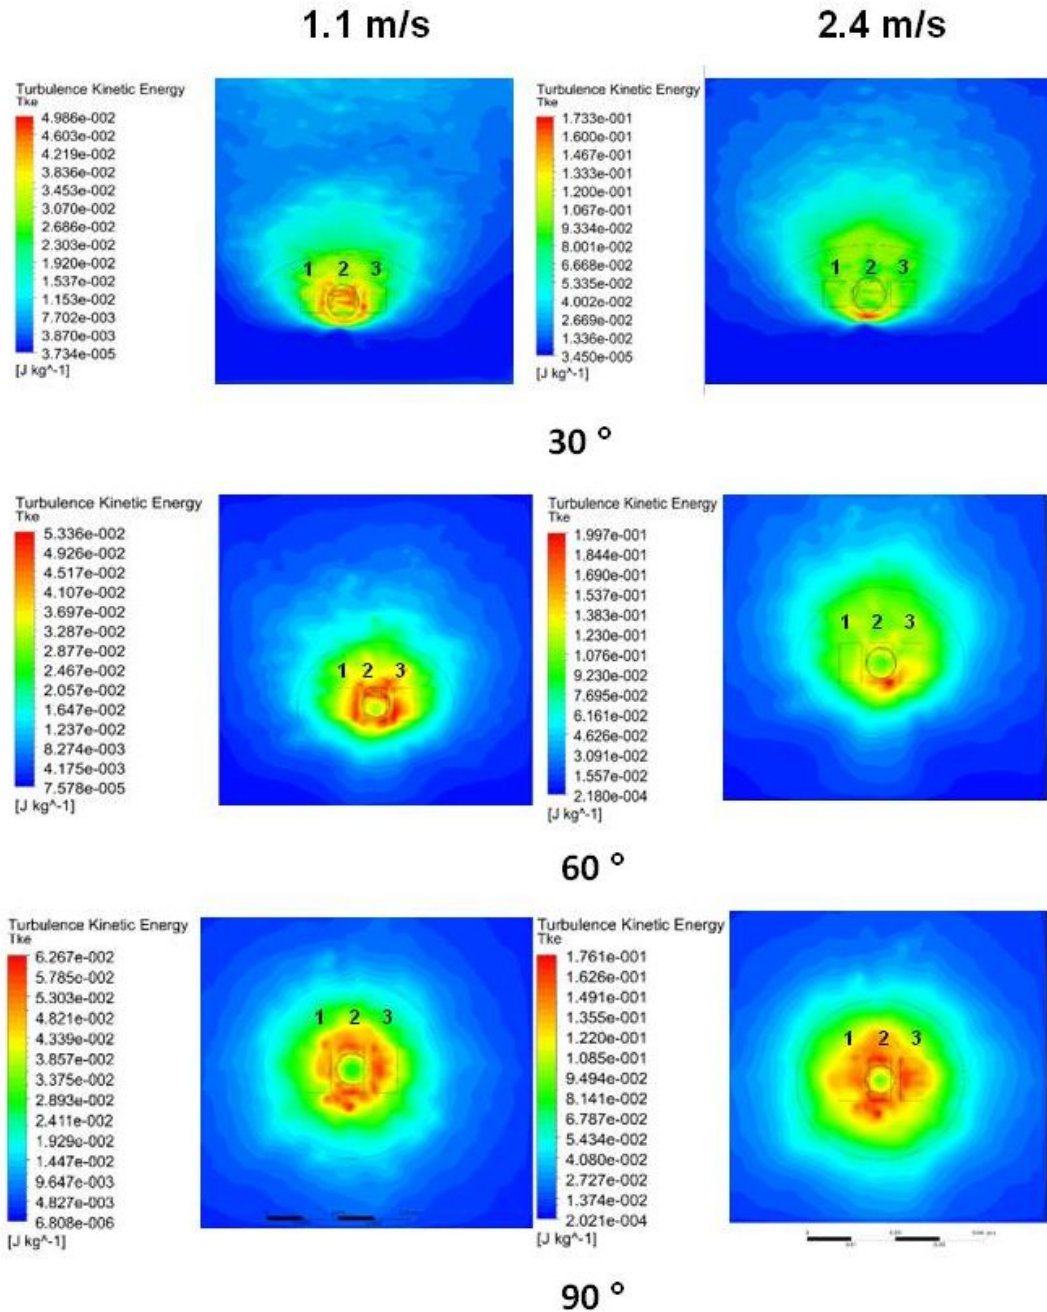 1.1 m/s
2.4 m/s
Turbulence Kinetic Energy
Tke
4.986e-002
4.603e-002
4.219e-002
3.836e-002
3.453e-002
3.070e-002
2.686e-002
2.303e-002
1.920e-002
1.537e-002
1.153e-002
7.702e-003
3.870e-003
3.734e-005
[J kg^-1]
1 2 3
Turbulence Kinetic Energy
Tke
1.733e-001
1.600e-001
1.467e-001
1.333e-001
1.200e-001
1.067e-001
9.334e-002
8.001e-002
6.668e-002
5.335e-002
4.002e-002
2.669e-002
1.336e-002
3.450e-005
[J kg^-1]
1 2 3
30 °
Turbulence Kinetic Energy
Tke
5.336e-002
4.926e-002
4.517e-002
4.107e-002
3.697e-002
3.287e-002
2.877e-002
2.467e-002
2.057e-002
1.647e-002
1.237e-002
8.274e-003
4.175e-003
7.578e-005
[J kg^-1]
1 2 3
Turbulence Kinetic Energy
Tke
1.997e-001
1.844e-001
1.690e-001
1.537e-001
1.383e-001
1.230e-001
1.076e-001
9.230e-002
7.695e-002
6.161e-002
4.626e-002
3.091e-002
1.557e-002
2.180e-004
[J kg^-1]
1 2 3
60 °
Turbulence Kinetic Energy
Tke
6.267e-002
5.785e-002
5.303e-002
4.821e-002
4.339e-002
3.857e-002
3.375e-002
2.893e-002
2.411e-002
1.929e-002
1.447e-002
9.647e-003
4.827e-003
6.808e-006
[J kg^-1]
1 2 3
Turbulence Kinetic Energy
Tke
1.761e-001
1.626e-001
1.491e-001
1.355e-001
1.220e-001
1.085e-001
9.494e-002
8.141e-002
6.787e-002
5.434e-002
4.080e-002
2.727e-002
1.374e-002
2.021e-004
[J kg^-1]
1 2 3
90 °